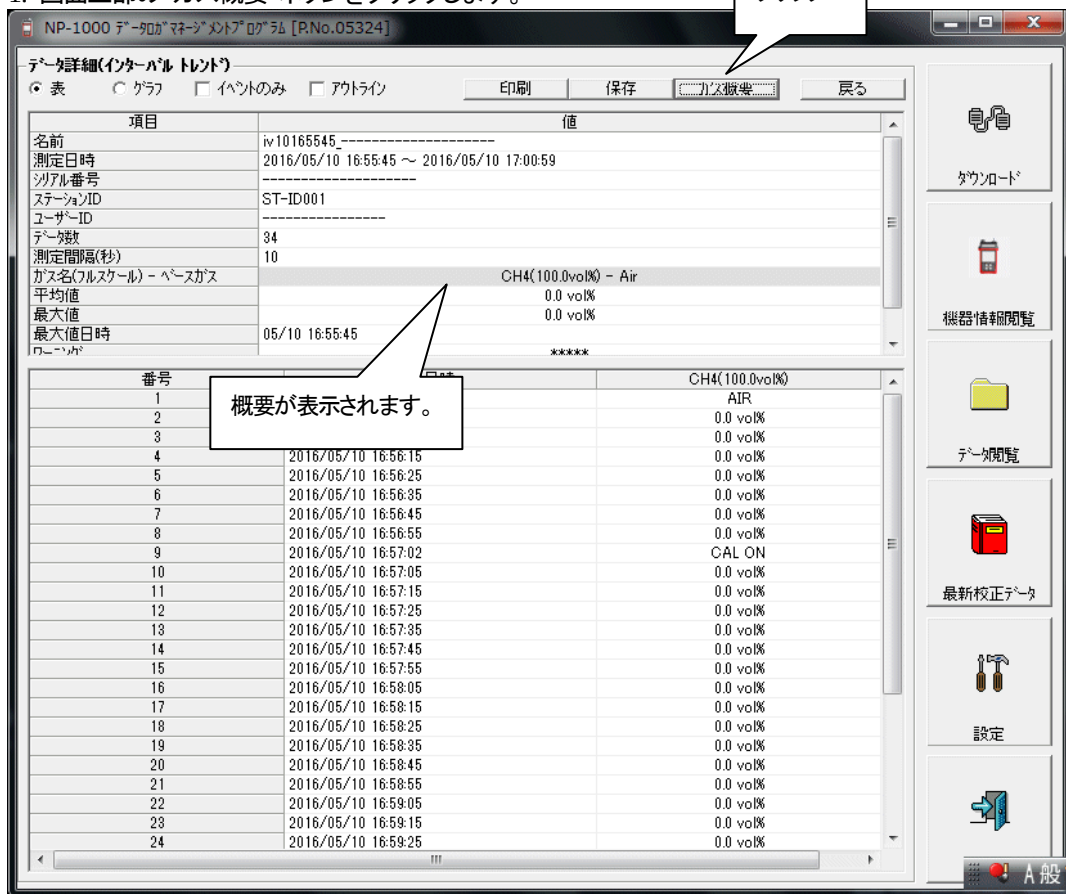 NP-1000 ﾃﾞｰﾀﾛｶﾞﾏﾈｰｼﾞﾒﾝﾄﾌﾟﾛｸﾞﾗﾑ [P.No.05324]
ﾃﾞｰﾀ詳細(ｲﾝﾀｰﾊﾞﾙ ﾄﾚﾝﾄﾞ)
表 ｸﾞﾗﾌ ｲﾍﾞﾝﾄのみ ｱｳﾄﾗｲﾝ 印刷 保存 ｶﾞｽ概要 戻る
項目 値
名前 iv10165545_---------------------
測定日時 2016/05/10 16:55:45 ～ 2016/05/10 17:00:59
ｼﾘｱﾙ番号 --------------------
ｽﾃｰｼｮﾝID ST-ID001
ﾕｰｻﾞｰID ----------------
ﾃﾞｰﾀ数 34
測定間隔(秒) 10
ｶﾞｽ名(ﾌﾙｽｹｰﾙ) - ﾍﾞｰｽｶﾞｽ CH4(100.0vol%) - Air
平均値 0.0 vol%
最大値 0.0 vol%
最大値日時 05/10 16:55:45
ﾜｰﾆﾝｸﾞ *****
概要が表示されます。
番号 CH4(100.0vol%)
1 AIR
2 0.0 vol%
3 0.0 vol%
4 2016/05/10 16:56:15 0.0 vol%
5 2016/05/10 16:56:25 0.0 vol%
6 2016/05/10 16:56:35 0.0 vol%
7 2016/05/10 16:56:45 0.0 vol%
8 2016/05/10 16:56:55 0.0 vol%
9 2016/05/10 16:57:02 CAL ON
10 2016/05/10 16:57:05 0.0 vol%
11 2016/05/10 16:57:15 0.0 vol%
12 2016/05/10 16:57:25 0.0 vol%
13 2016/05/10 16:57:35 0.0 vol%
14 2016/05/10 16:57:45 0.0 vol%
15 2016/05/10 16:57:55 0.0 vol%
16 2016/05/10 16:58:05 0.0 vol%
17 2016/05/10 16:58:15 0.0 vol%
18 2016/05/10 16:58:25 0.0 vol%
19 2016/05/10 16:58:35 0.0 vol%
20 2016/05/10 16:58:45 0.0 vol%
21 2016/05/10 16:58:55 0.0 vol%
22 2016/05/10 16:59:05 0.0 vol%
23 2016/05/10 16:59:15 0.0 vol%
24 2016/05/10 16:59:25 0.0 vol%
ﾀﾞｳﾝﾛｰﾄﾞ
機器情報閲覧
ﾃﾞｰﾀ閲覧
最新校正ﾃﾞｰﾀ
設定
A 般